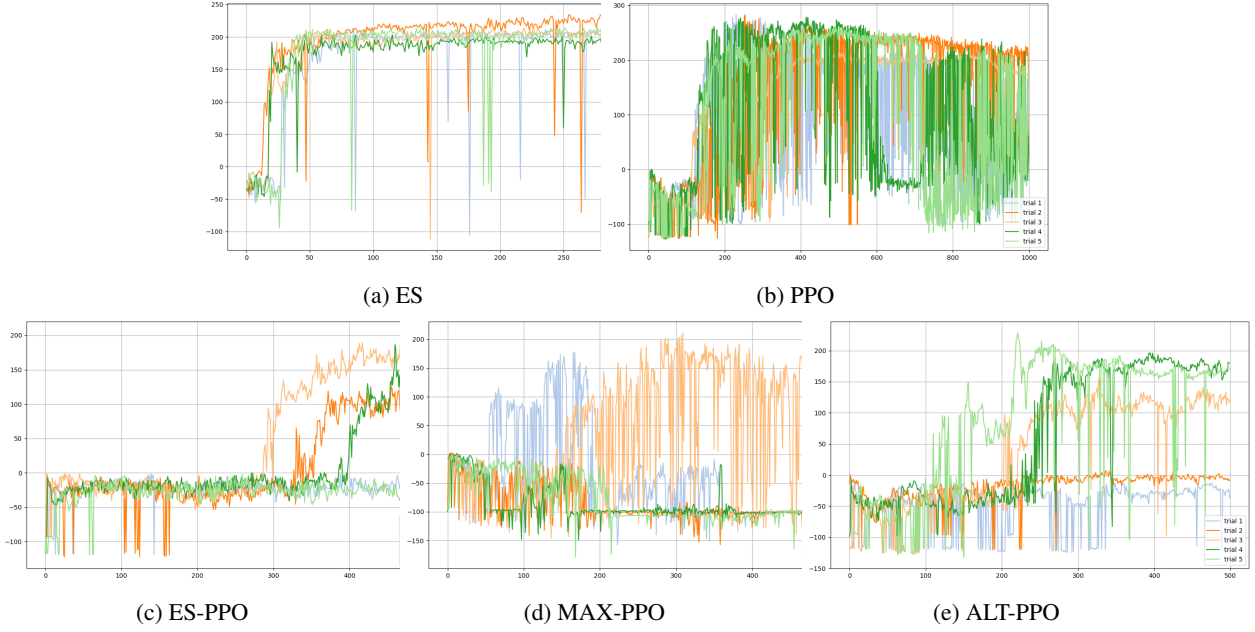 250
200
150
100
50
0
−50
−100
0 50 100 150 200 250
(a) ES
300
200
100
0
−100
0 200 400 600 800 1000
trial 1
trial 2
trial 3
trial 4
trial 5
(b) PPO
200
150
100
50
0
−50
−100
0 100 200 300 400
(c) ES-PPO
200
150
100
50
0
−50
−100
−150
0 100 200 300 400
(d) MAX-PPO
200
150
100
50
0
−50
−100
−150
0 100 200 300 400 500
trial 1
trial 2
trial 3
trial 4
trial 5
(e) ALT-PPO